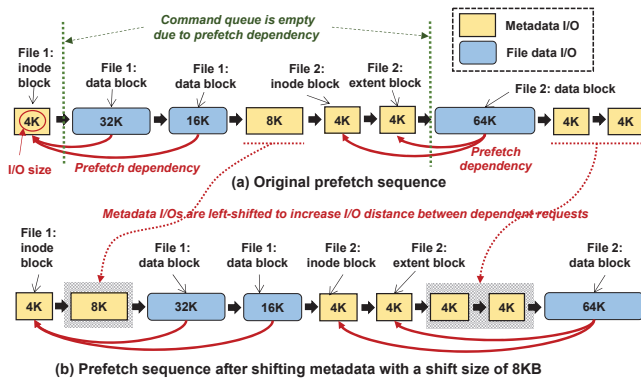 Command queue is empty
due to prefetch dependency
Metadata I/O
File data I/O
File 1:
inode
block
File 1:
data block
File 1:
data block
File 2:
inode block
File 2:
extent block
File 2: data block
4K
32K
16K
8K
4K
4K
64K
4K
4K
I/O size
Prefetch dependency
Prefetch
dependency
(a) Original prefetch sequence
Metadata I/Os are left-shifted to increase I/O distance between dependent requests
File 1:
inode
block
File 1:
data block
File 1:
data block
File 2:
inode block
File 2:
extent block
File 2:
data block
4K
8K
32K
16K
4K
4K
4K
4K
64K
(b) Prefetch sequence after shifting metadata with a shift size of 8KB